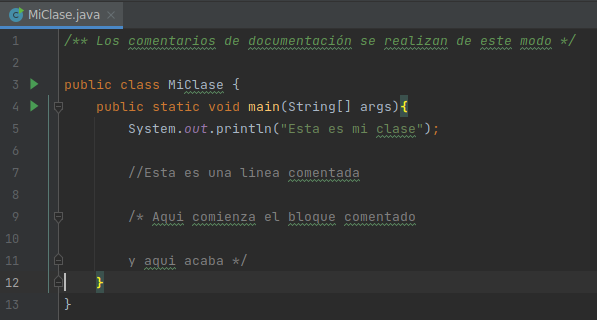 MiClase.java
1 /** Los comentarios de documentación se realizan de este modo */
2
3 public class MiClase {
4 public static void main(String[] args){
5 System.out.println("Esta es mi clase");
6
7 //Esta es una linea comentada
8
9 /* Aqui comienza el bloque comentado
10
11 y aqui acaba */
12 }
13 }